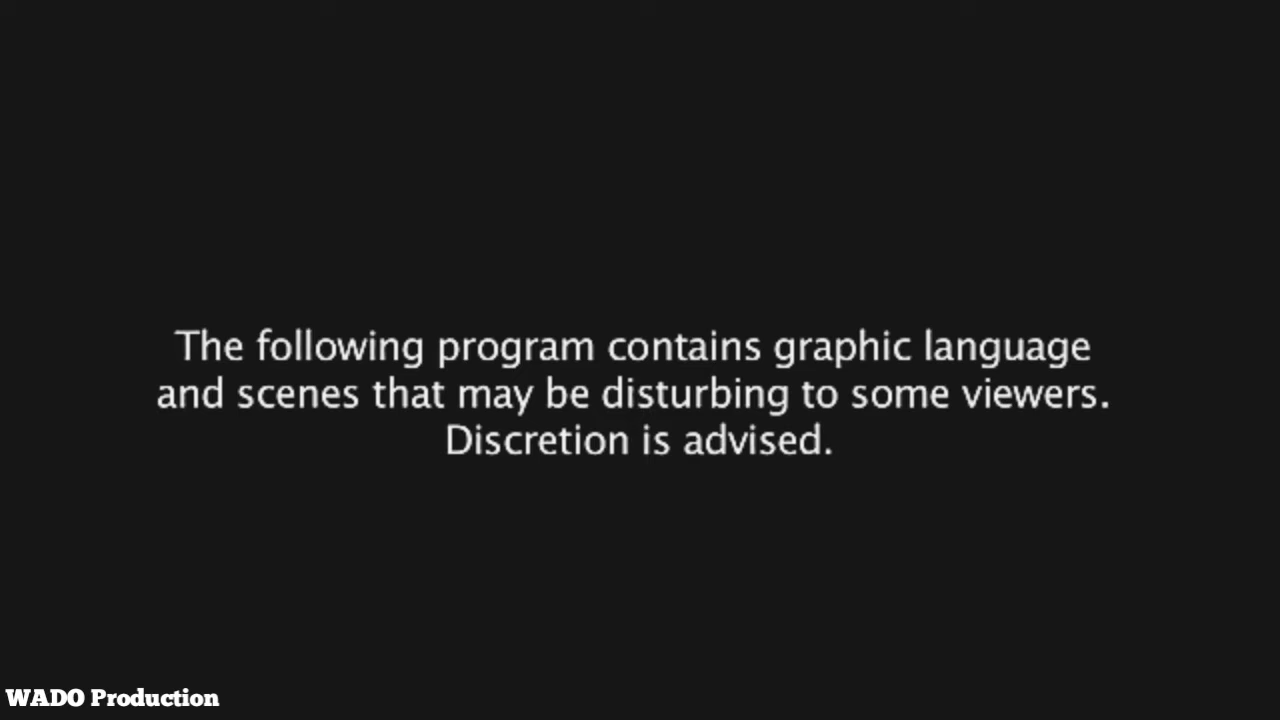 The following program contains graphic language
and scenes that may be disturbing to some viewers.
Discretion is advised.
WADO Production